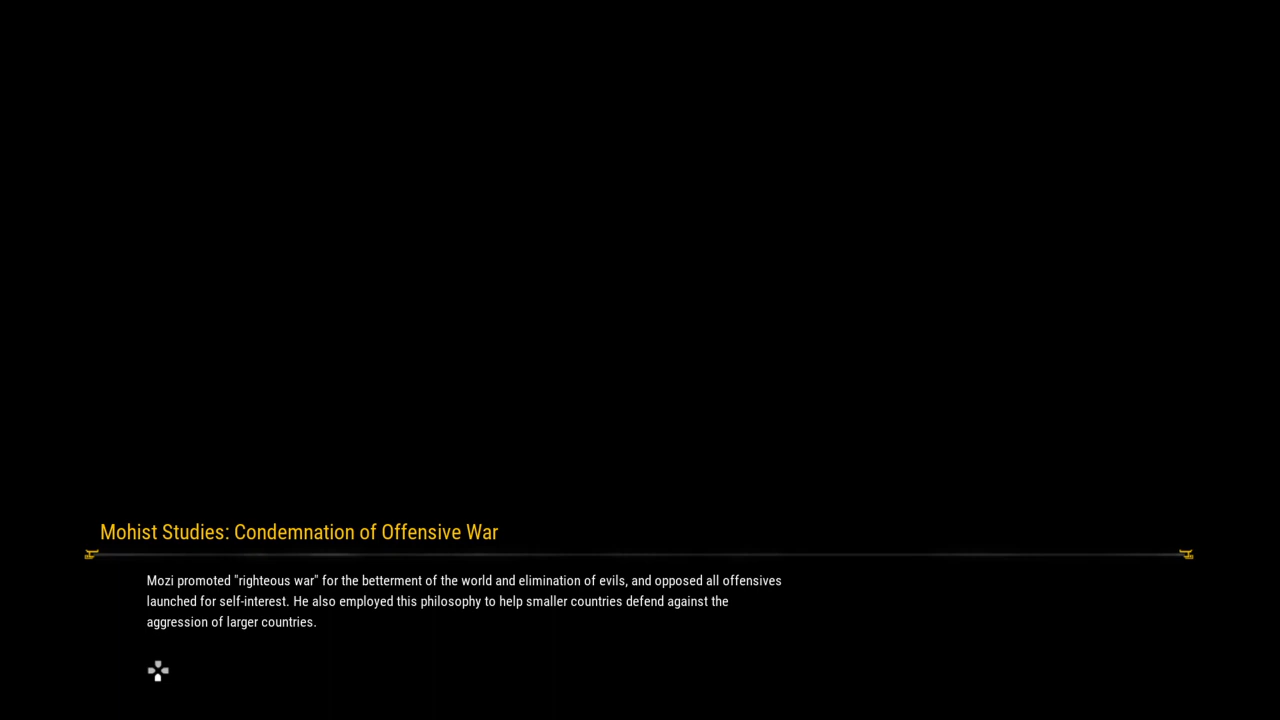 Mohist Studies: Condemnation of Offensive War
Mozi promoted "righteous war" for the betterment of the world and elimination of evils, and opposed all offensives
launched for self-interest. He also employed this philosophy to help smaller countries defend against the
aggression of larger countries.